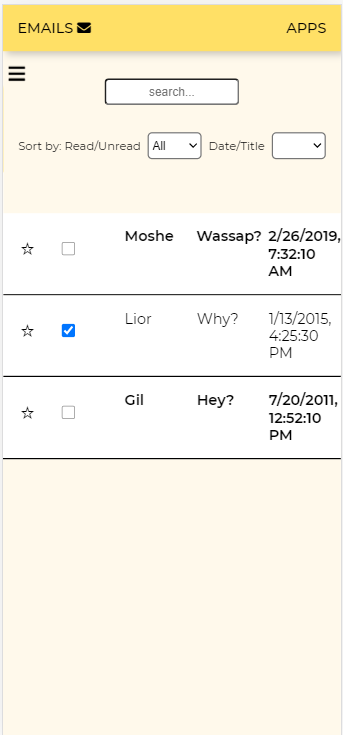 EMAILS APPS
search...
Sort by: Read/Unread All Date/Title
Moshe Wassap? 2/26/2019,
7:32:10
AM
Lior Why? 1/13/2015,
4:25:30
PM
Gil Hey? 7/20/2011,
12:52:10
PM